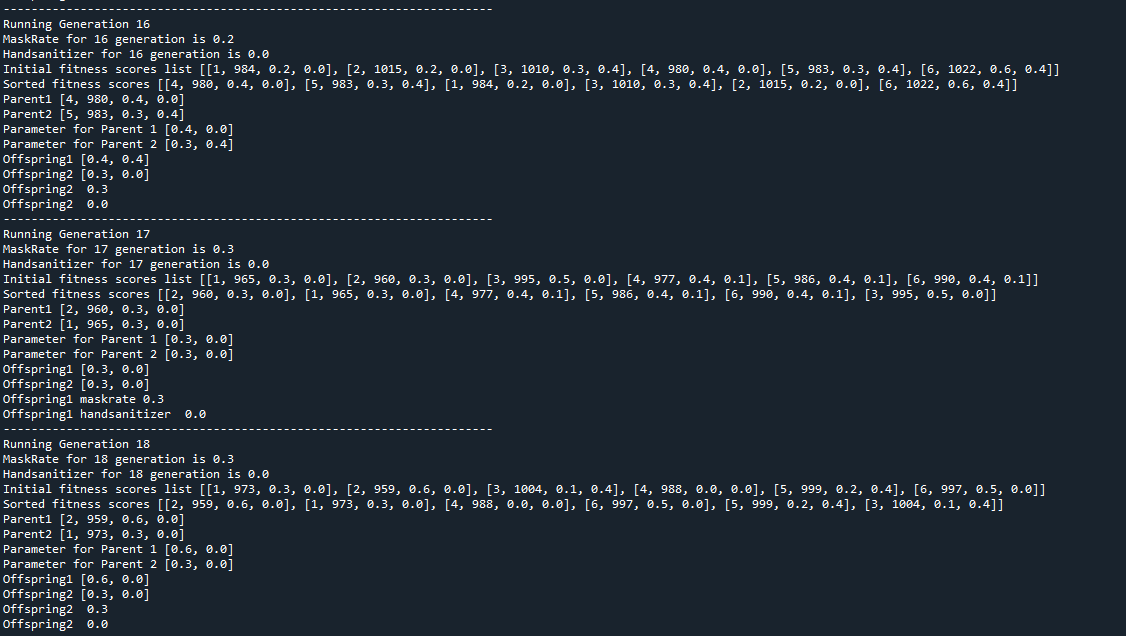 ----------------------------------------------------------------------
Running Generation 16
MaskRate for 16 generation is 0.2
Handsanitizer for 16 generation is 0.0
Initial fitness scores list [[1, 984, 0.2, 0.0], [2, 1015, 0.2, 0.0], [3, 1010, 0.3, 0.4], [4, 980, 0.4, 0.0], [5, 983, 0.3, 0.4], [6, 1022, 0.6, 0.4]]
Sorted fitness scores [[4, 980, 0.4, 0.0], [5, 983, 0.3, 0.4], [1, 984, 0.2, 0.0], [3, 1010, 0.3, 0.4], [2, 1015, 0.2, 0.0], [6, 1022, 0.6, 0.4]]
Parent1 [4, 980, 0.4, 0.0]
Parent2 [5, 983, 0.3, 0.4]
Parameter for Parent 1 [0.4, 0.0]
Parameter for Parent 2 [0.3, 0.4]
Offspring1 [0.4, 0.4]
Offspring2 [0.3, 0.0]
Offspring2  0.3
Offspring2  0.0
----------------------------------------------------------------------
Running Generation 17
MaskRate for 17 generation is 0.3
Handsanitizer for 17 generation is 0.0
Initial fitness scores list [[1, 965, 0.3, 0.0], [2, 960, 0.3, 0.0], [3, 995, 0.5, 0.0], [4, 977, 0.4, 0.1], [5, 986, 0.4, 0.1], [6, 990, 0.4, 0.1]]
Sorted fitness scores [[2, 960, 0.3, 0.0], [1, 965, 0.3, 0.0], [4, 977, 0.4, 0.1], [5, 986, 0.4, 0.1], [6, 990, 0.4, 0.1], [3, 995, 0.5, 0.0]]
Parent1 [2, 960, 0.3, 0.0]
Parent2 [1, 965, 0.3, 0.0]
Parameter for Parent 1 [0.3, 0.0]
Parameter for Parent 2 [0.3, 0.0]
Offspring1 [0.3, 0.0]
Offspring2 [0.3, 0.0]
Offspring1 maskrate 0.3
Offspring1 handsanitizer  0.0
----------------------------------------------------------------------
Running Generation 18
MaskRate for 18 generation is 0.3
Handsanitizer for 18 generation is 0.0
Initial fitness scores list [[1, 973, 0.3, 0.0], [2, 959, 0.6, 0.0], [3, 1004, 0.1, 0.4], [4, 988, 0.0, 0.0], [5, 999, 0.2, 0.4], [6, 997, 0.5, 0.0]]
Sorted fitness scores [[2, 959, 0.6, 0.0], [1, 973, 0.3, 0.0], [4, 988, 0.0, 0.0], [6, 997, 0.5, 0.0], [5, 999, 0.2, 0.4], [3, 1004, 0.1, 0.4]]
Parent1 [2, 959, 0.6, 0.0]
Parent2 [1, 973, 0.3, 0.0]
Parameter for Parent 1 [0.6, 0.0]
Parameter for Parent 2 [0.3, 0.0]
Offspring1 [0.6, 0.0]
Offspring2 [0.3, 0.0]
Offspring2  0.3
Offspring2  0.0